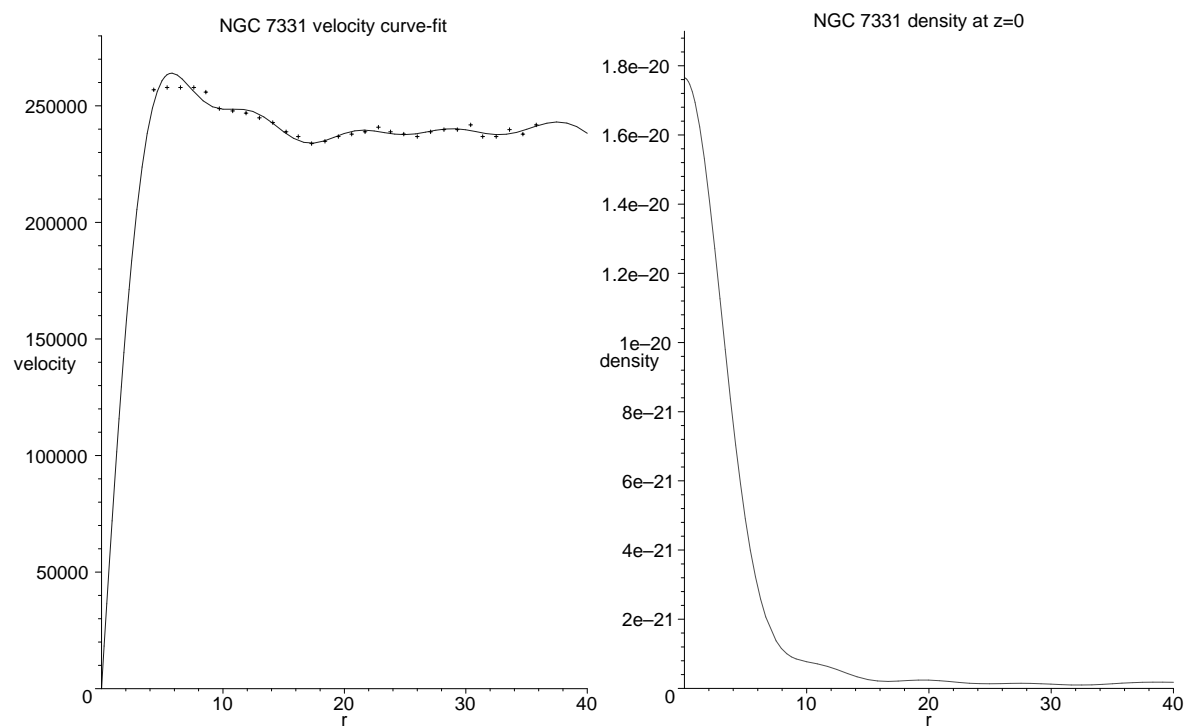 NGC 7331 velocity curve-fit
250000
200000
150000
velocity
100000
50000
0
10
20
30
40
r
NGC 7331 density at z=0
1.8e–20
1.6e–20
1.4e–20
1.2e–20
1e–20
density
8e–21
6e–21
4e–21
2e–21
0
10
20
30
40
r